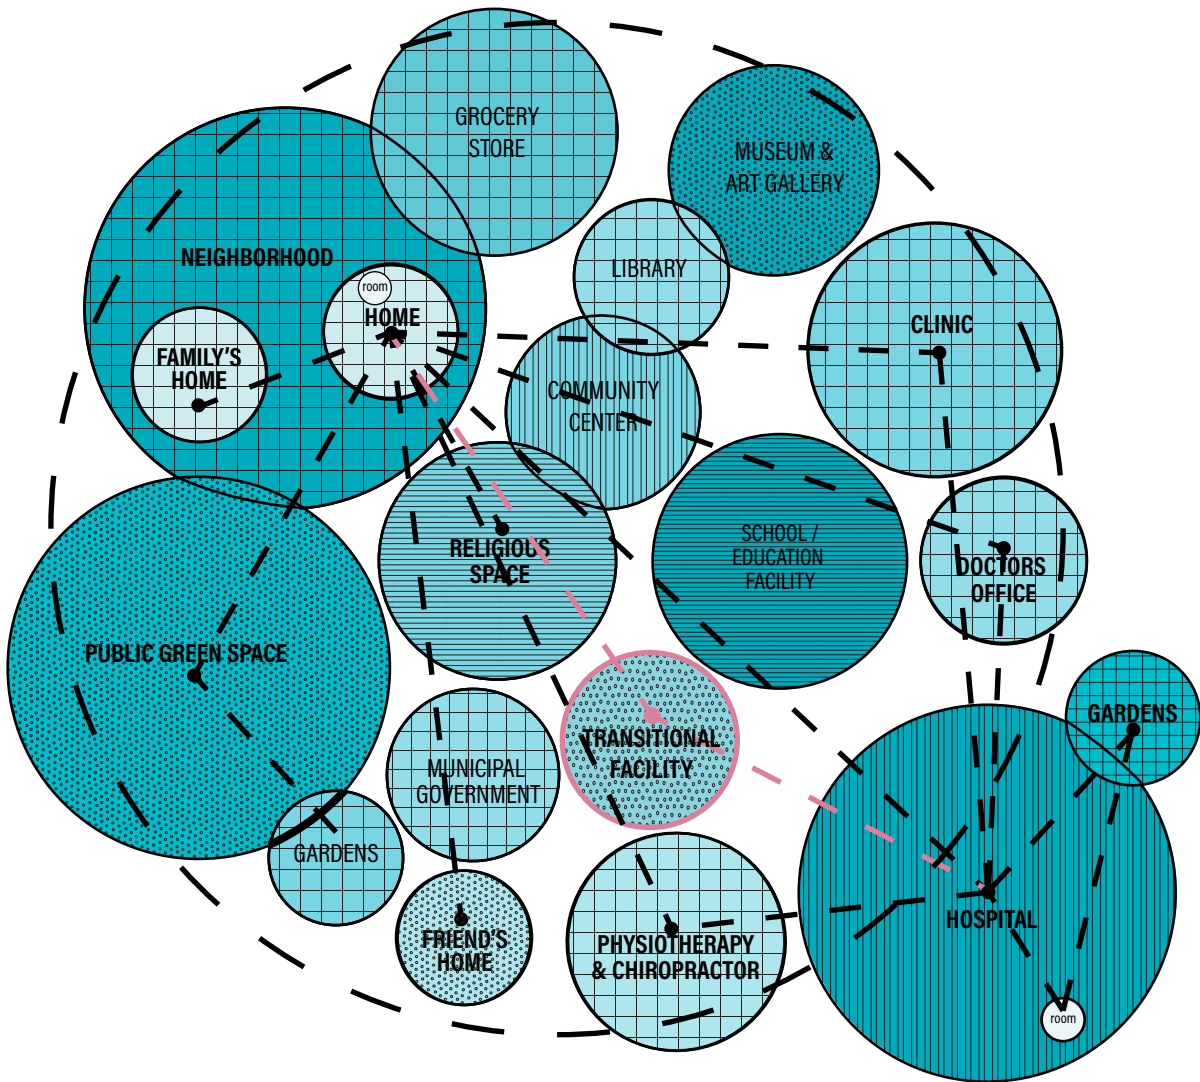 GROCERY
STORE
MUSEUM &
ART GALLERY
NEIGHBORHOOD
LIBRARY
room
HOME
CLINIC
FAMILY'S
HOME
COMMUNITY
CENTER
RELIGIOUS
SPACE
SCHOOL /
EDUCATION
FACILITY
DOCTORS
OFFICE
PUBLIC GREEN SPACE
GARDENS
TRANSITIONAL
FACILITY
MUNICIPAL
GOVERNMENT
GARDENS
HOSPITAL
FRIEND'S
HOME
PHYSIOTHERAPY
& CHIROPRACTOR
room